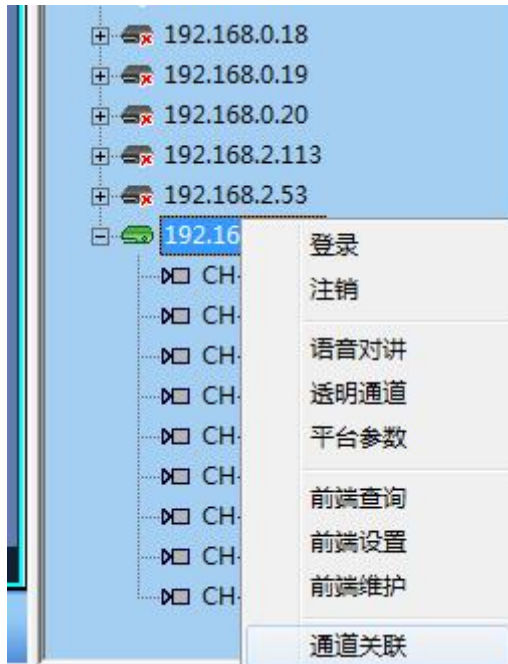 192.168.0.18
192.168.0.19
192.168.0.20
192.168.2.113
192.168.2.53
192.16
登录
CH-
注销
CH-
语音对讲
CH-
透明通道
CH-
平台参数
CH-
CH-
前端查询
CH-
前端设置
CH-
前端维护
CH-
通道关联